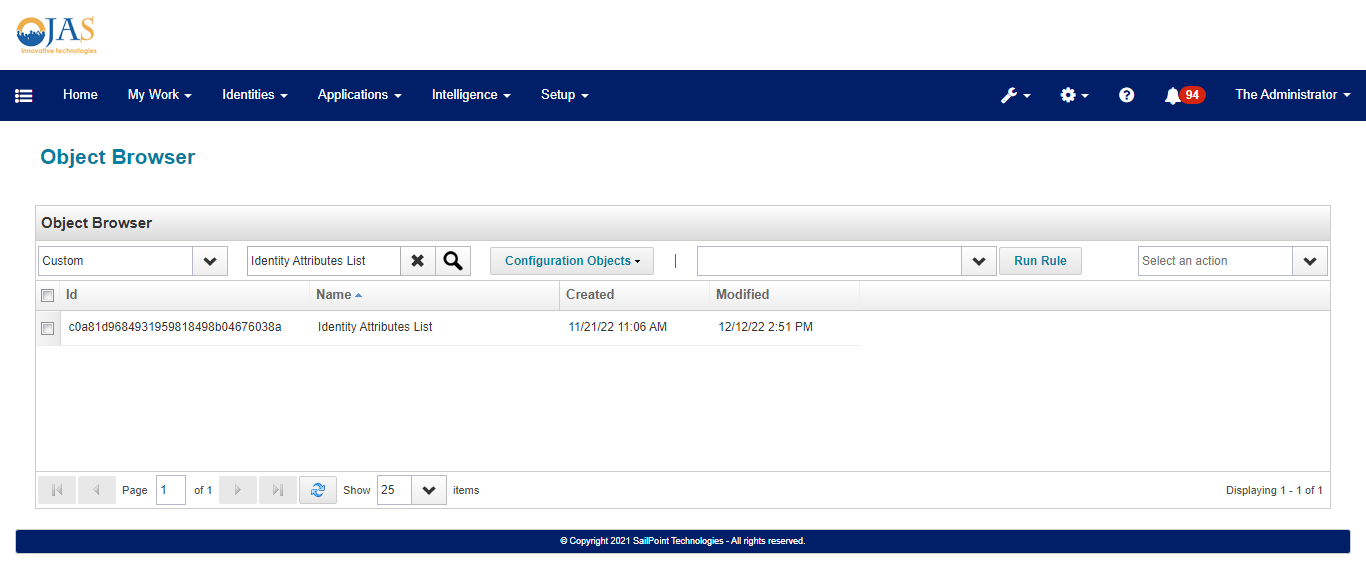 OJAS
innovative technologies
Home My Work Identities Applications Intelligence Setup 94 The Administrator
Object Browser
Object Browser
Custom Identity Attributes List Configuration Objects | Run Rule Select an action
Id Name Created Modified
c0a81d9684931959818498b04676038a Identity Attributes List 11/21/22 11:06 AM 12/12/22 2:51 PM
Page 1 of 1 Show 25 items Displaying 1 - 1 of 1
© Copyright 2021 SailPoint Technologies - All rights reserved.